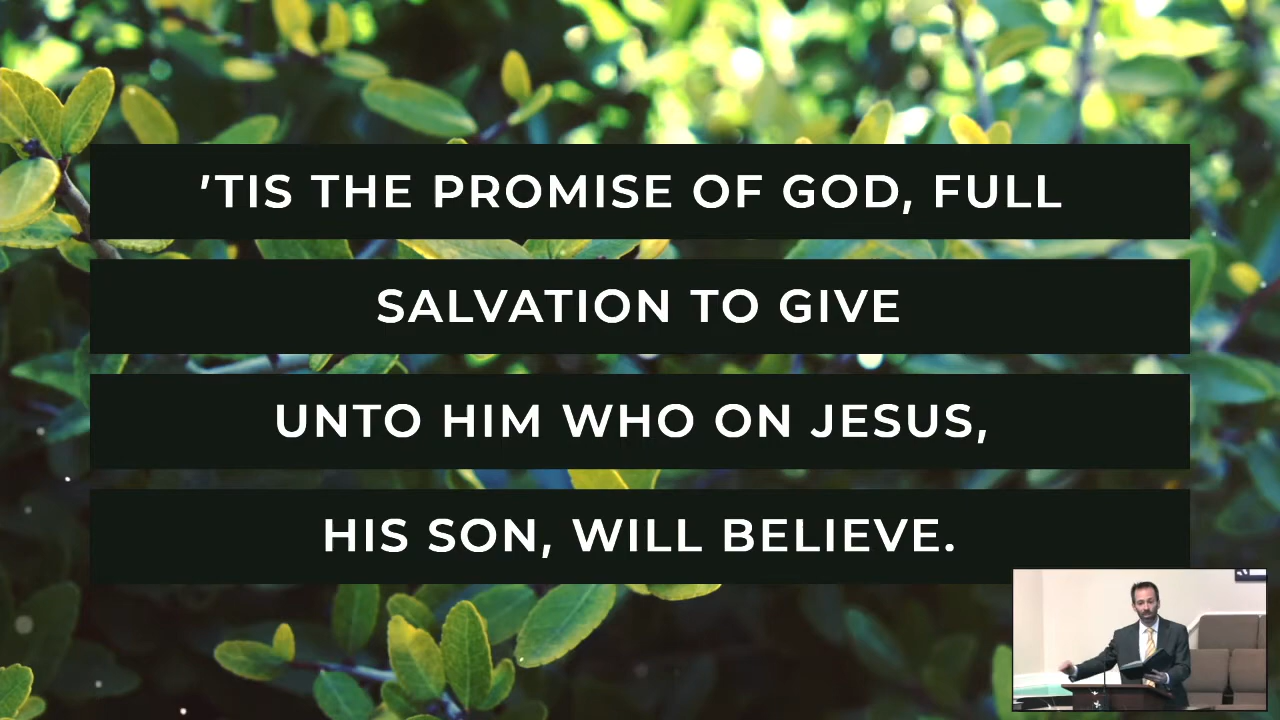 ’TIS THE PROMISE OF GOD, FULL
SALVATION TO GIVE
UNTO HIM WHO ON JESUS,
HIS SON, WILL BELIEVE.